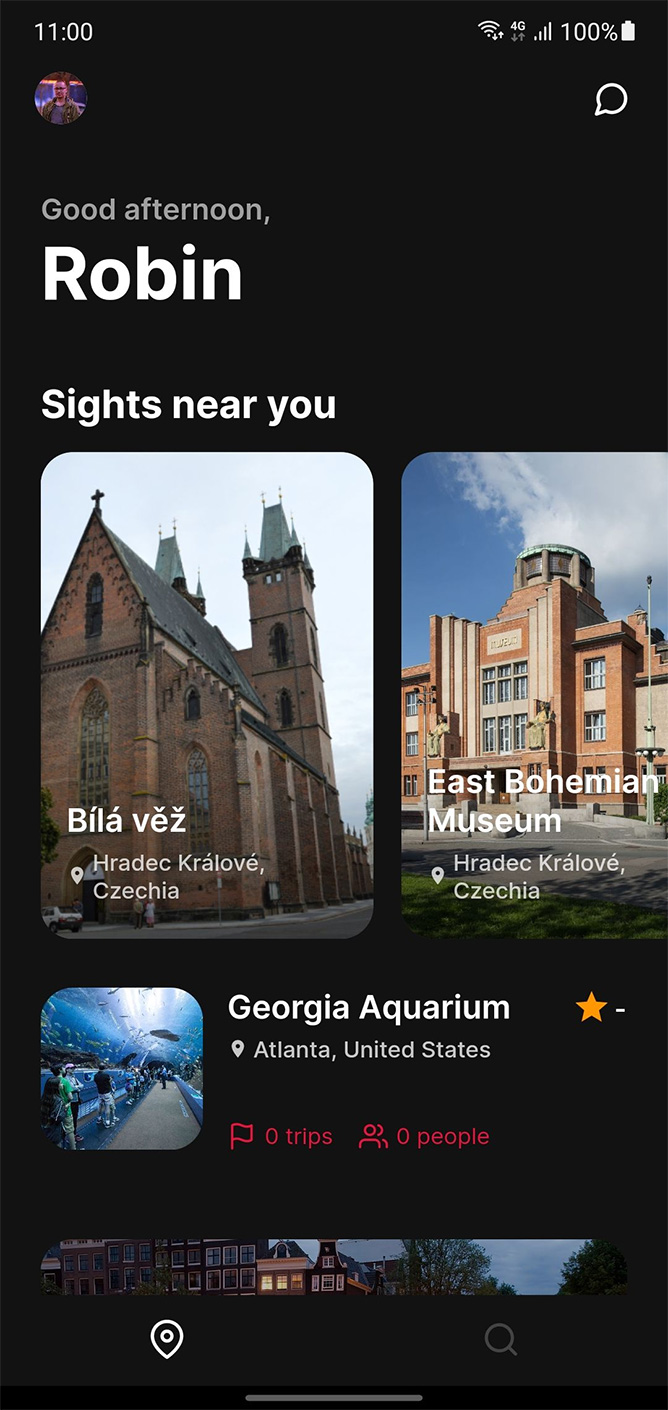 11:00
4G
100%
Good afternoon,
Robin
Sights near you
Bílá věž
Hradec Králové,
Czechia
MUSEUM
East Bohemian
Museum
Hradec Králové,
Czechia
Georgia Aquarium
-
Atlanta, United States
0 trips
0 people